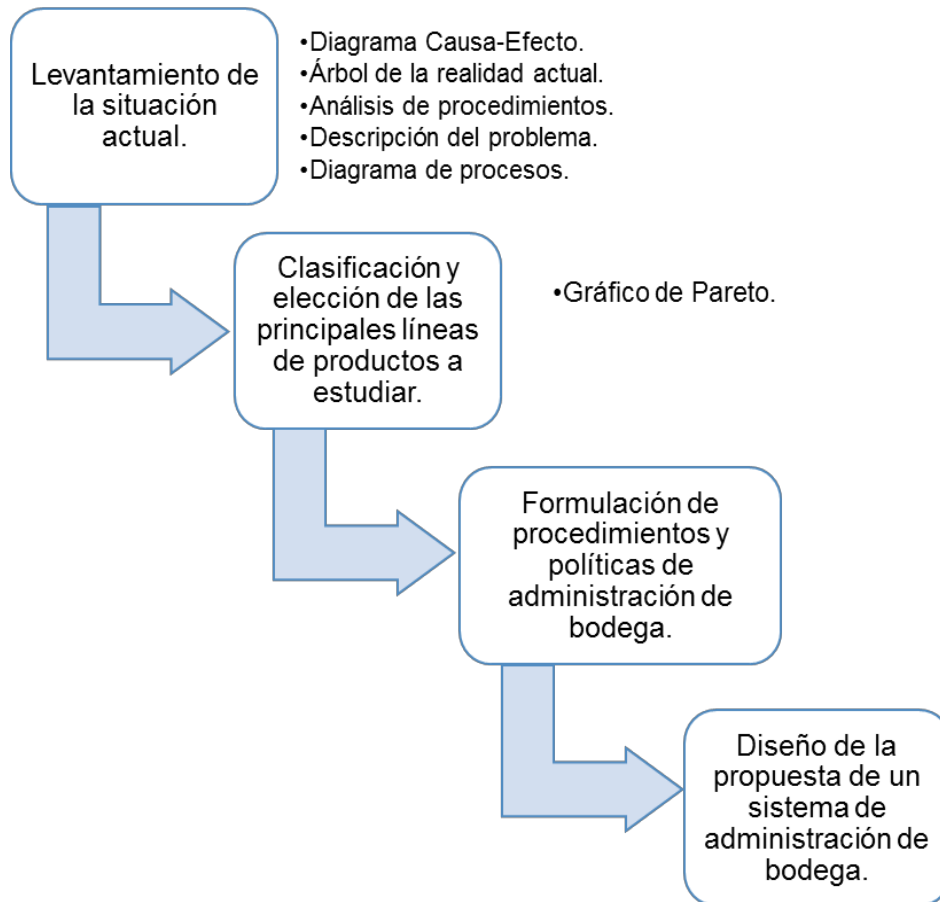 Levantamiento de
la situación
actual.
•Diagrama Causa-Efecto.
•Árbol de la realidad actual.
•Análisis de procedimientos.
•Descripción del problema.
•Diagrama de procesos.
Clasificación y
elección de las
principales líneas
de productos a
estudiar.
•Gráfico de Pareto.
Formulación de
procedimientos y
políticas de
administración de
bodega.
Diseño de la
propuesta de un
sistema de
administración de
bodega.